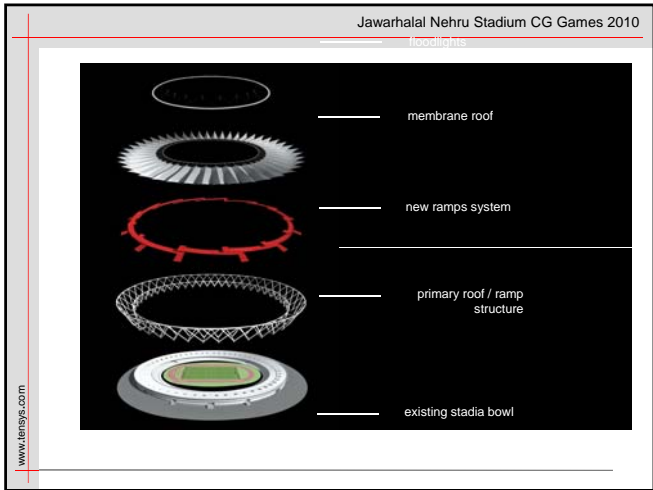 Jawarhalal Nehru Stadium CG Games 2010
floodlights
membrane roof
new ramps system
primary roof / ramp
structure
existing stadia bowl
www.tensys.com